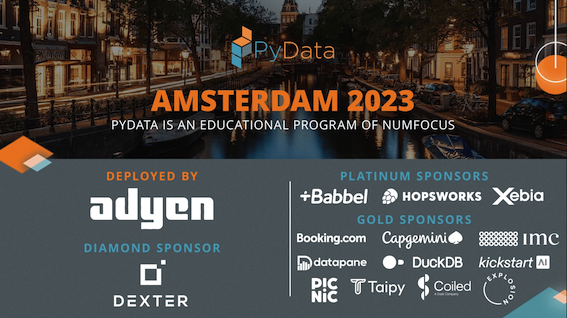 PyData
AMSTERDAM 2023
PYDATA IS AN EDUCATIONAL PROGRAM OF NUMFOCUS
DEPLOYED BY
adyen
DIAMOND SPONSOR
DEXTER
PLATINUM SPONSORS
+Babbel HOPSWORKS Xebia
GOLD SPONSORS
Booking.com Capgemini imc
datapane DuckDB kickstart AI
PIC NIC Taipy Coiled EXPLOSION